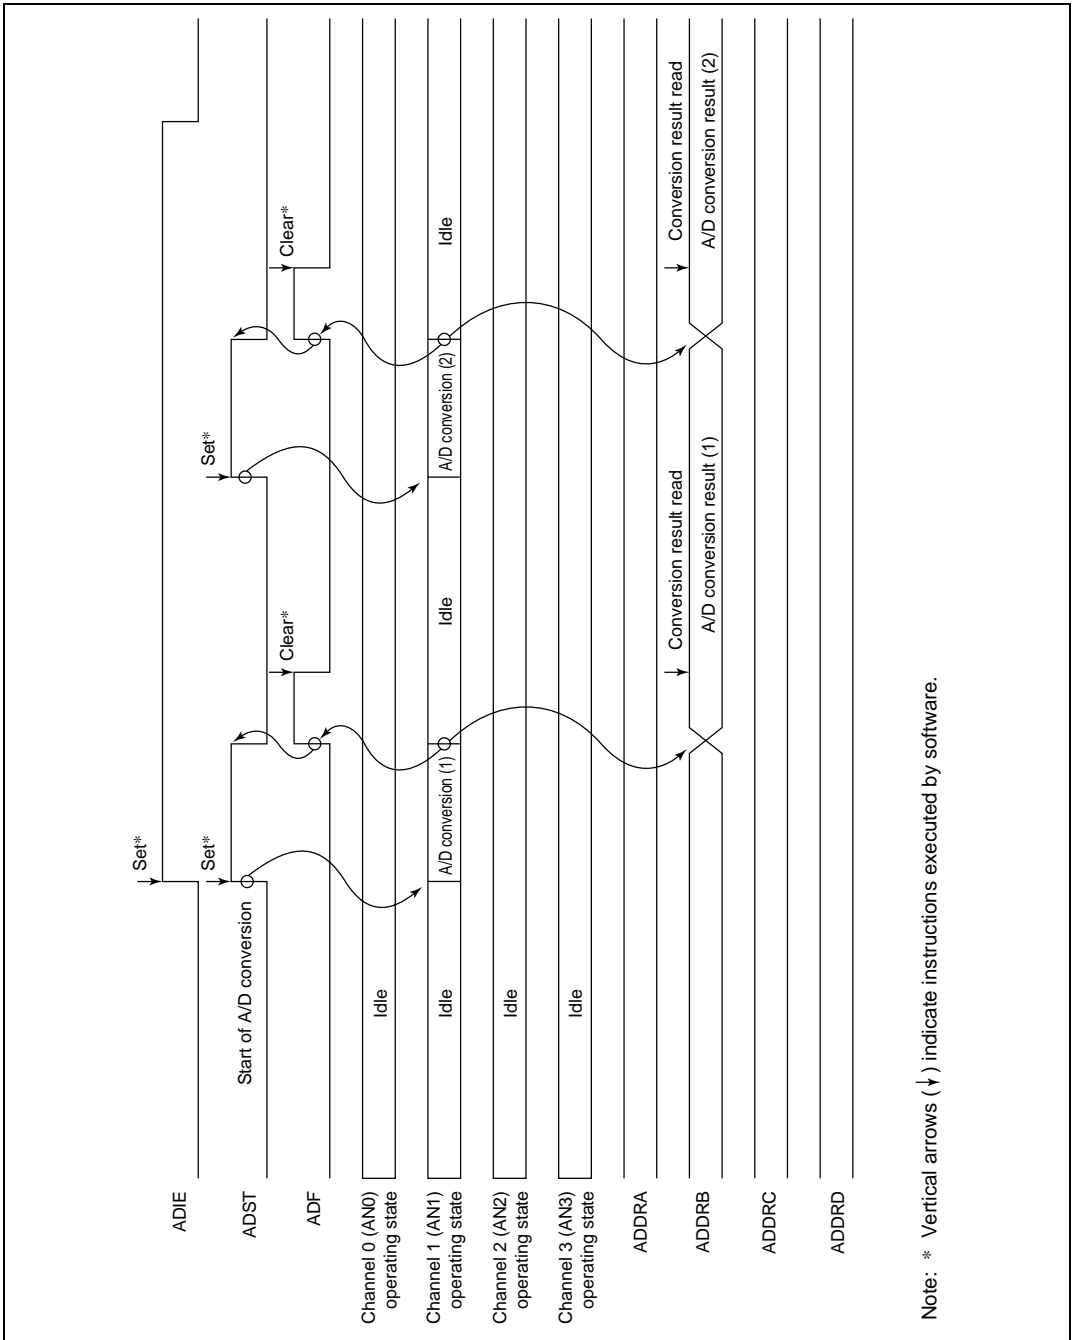 ADIE
Set*
ADST
Set*
Set*
Start of A/D conversion
ADF
Clear*
Clear*
Channel 0 (AN0)
operating state
Idle
Channel 1 (AN1)
operating state
Idle
A/D conversion (1)
Idle
A/D conversion (2)
Idle
Channel 2 (AN2)
operating state
Idle
Channel 3 (AN3)
operating state
Idle
ADDRA
Conversion result read
Conversion result read
ADDRB
A/D conversion result (1)
A/D conversion result (2)
ADDRC
ADDRD
Note: * Vertical arrows (↓) indicate instructions executed by software.